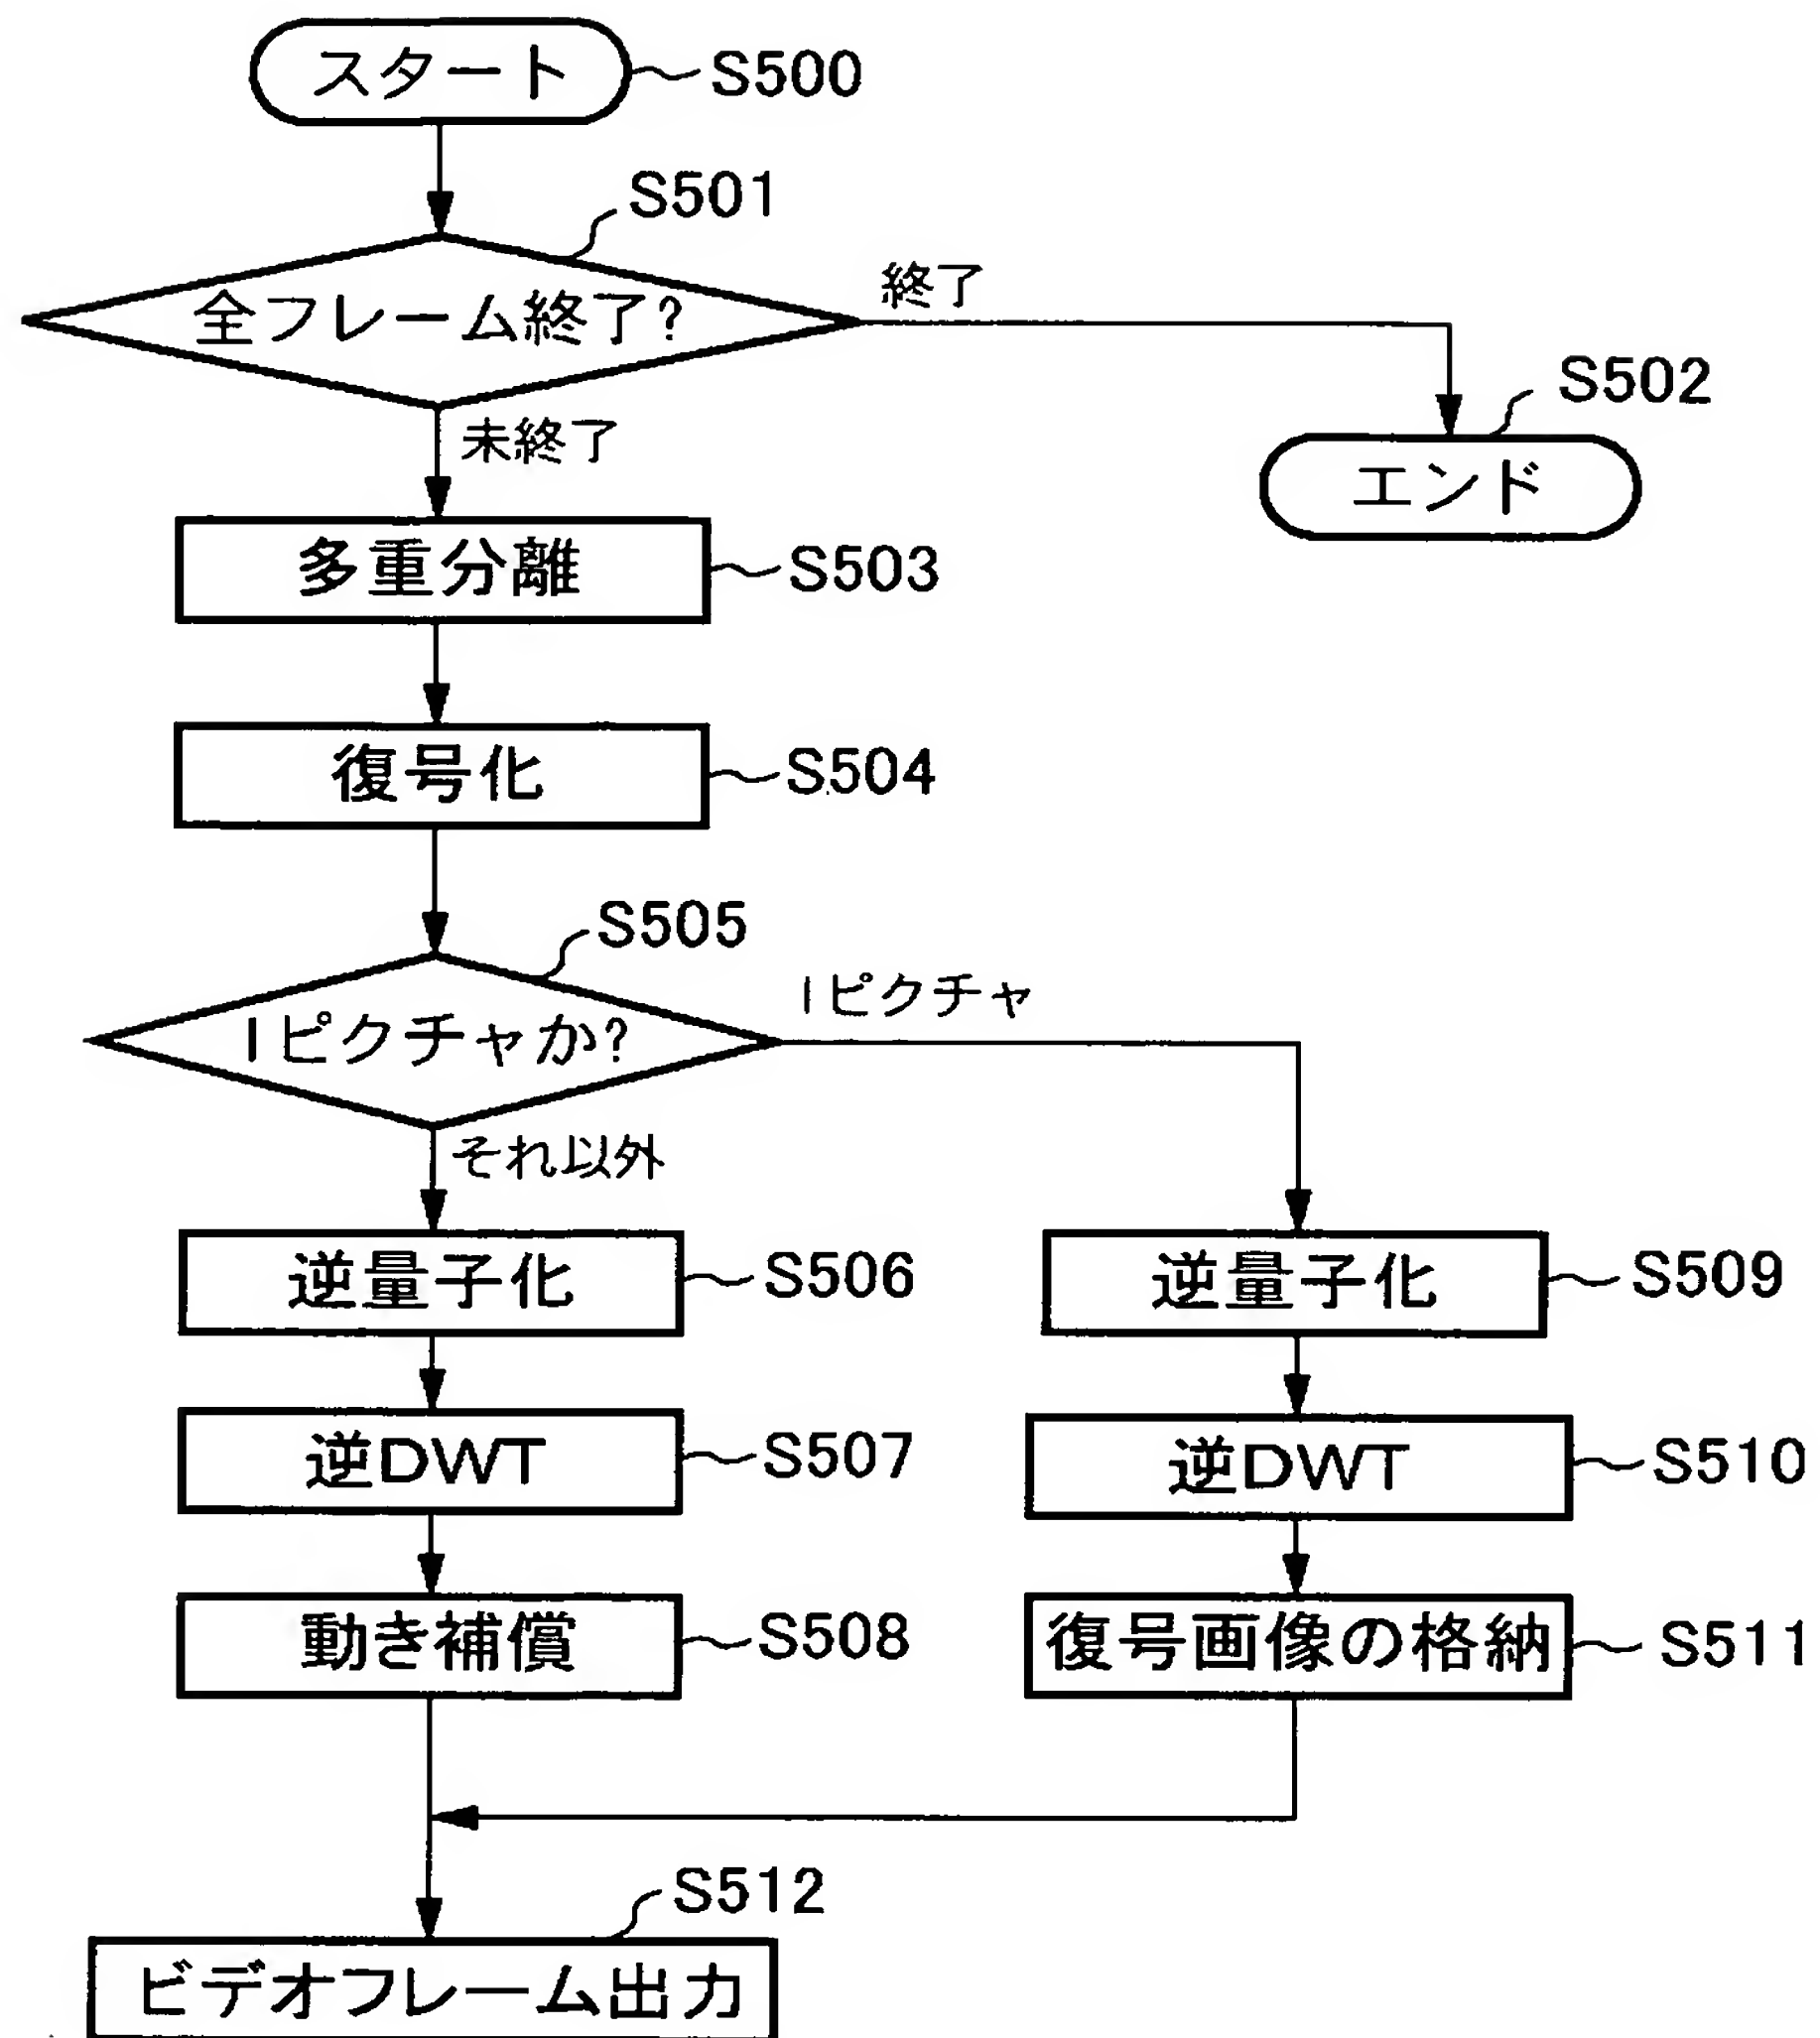 スタート
S500
S501
全フレーム終了?
終了
S502
エンド
未終了
多重分離
S503
復号化
S504
S505
Iピクチャか?
Iピクチャ
それ以外
逆量子化
S506
逆量子化
S509
逆DWT
S507
逆DWT
S510
動き補償
S508
復号画像の格納
S511
S512
ビデオフレーム出力